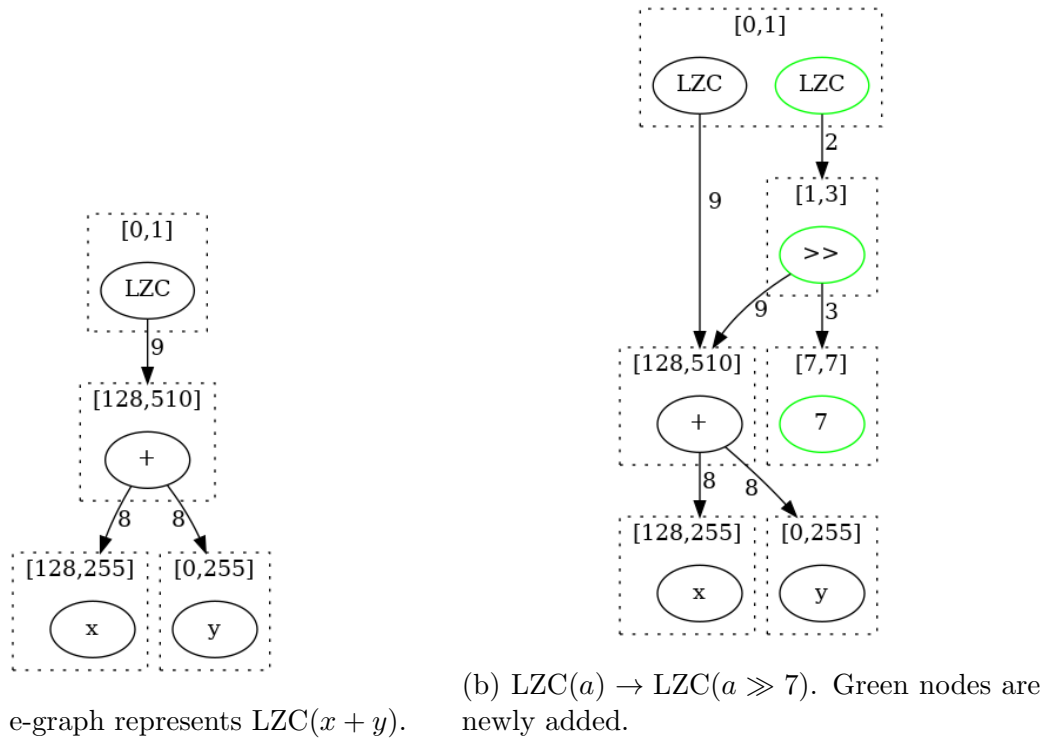 [0,1]
LZC
9
[128,510]
+
8 8
[128,255] [0,255]
x y
e-graph represents LZC(x + y).
[0,1]
LZC LZC
2
9
[1,3]
>>
9 3
[128,510] [7,7]
+ 7
8 8
[128,255] [0,255]
x y
(b) LZC(a) → LZC(a ≫ 7). Green nodes are
newly added.